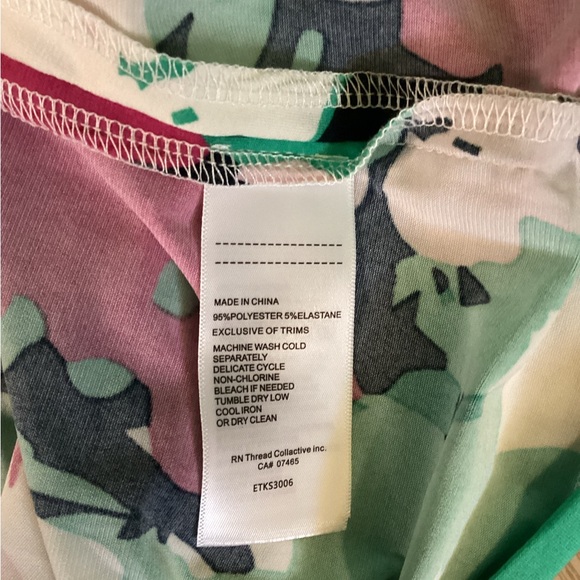 MADE IN CHINA
95%POLYESTER 5%ELASTANE
EXCLUSIVE OF TRIMS
MACHINE WASH COLD
SEPARATELY
DELICATE CYCLE
NON-CHLORINE
BLEACH IF NEEDED
TUMBLE DRY LOW
COOL IRON
OR DRY CLEAN
RN Thread Collactive inc.
CA# 07465
ETKS3006